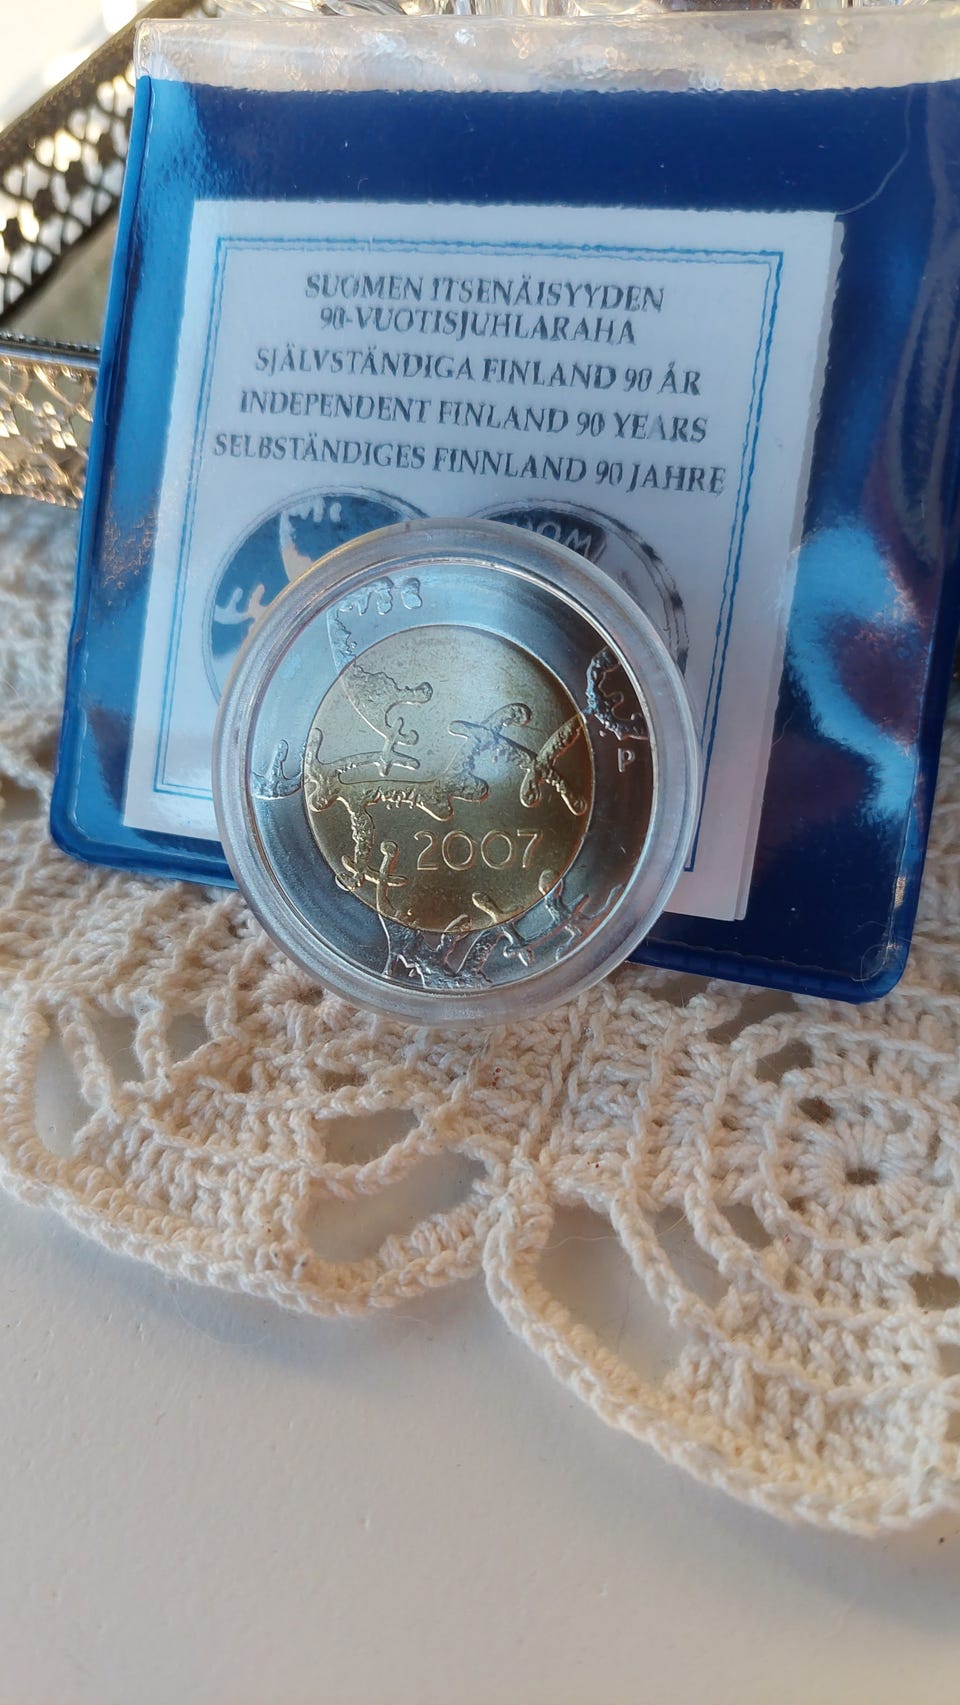 SUOMEN ITSENÄISYYDEN
90-VUOTISJUHLARAHA
SJÄLVSTÄNDIGA FINLAND 90 ÅR
INDEPENDENT FINLAND 90 YEARS
SELBSTÄNDIGES FINNLAND 90 JAHRE
P
2007